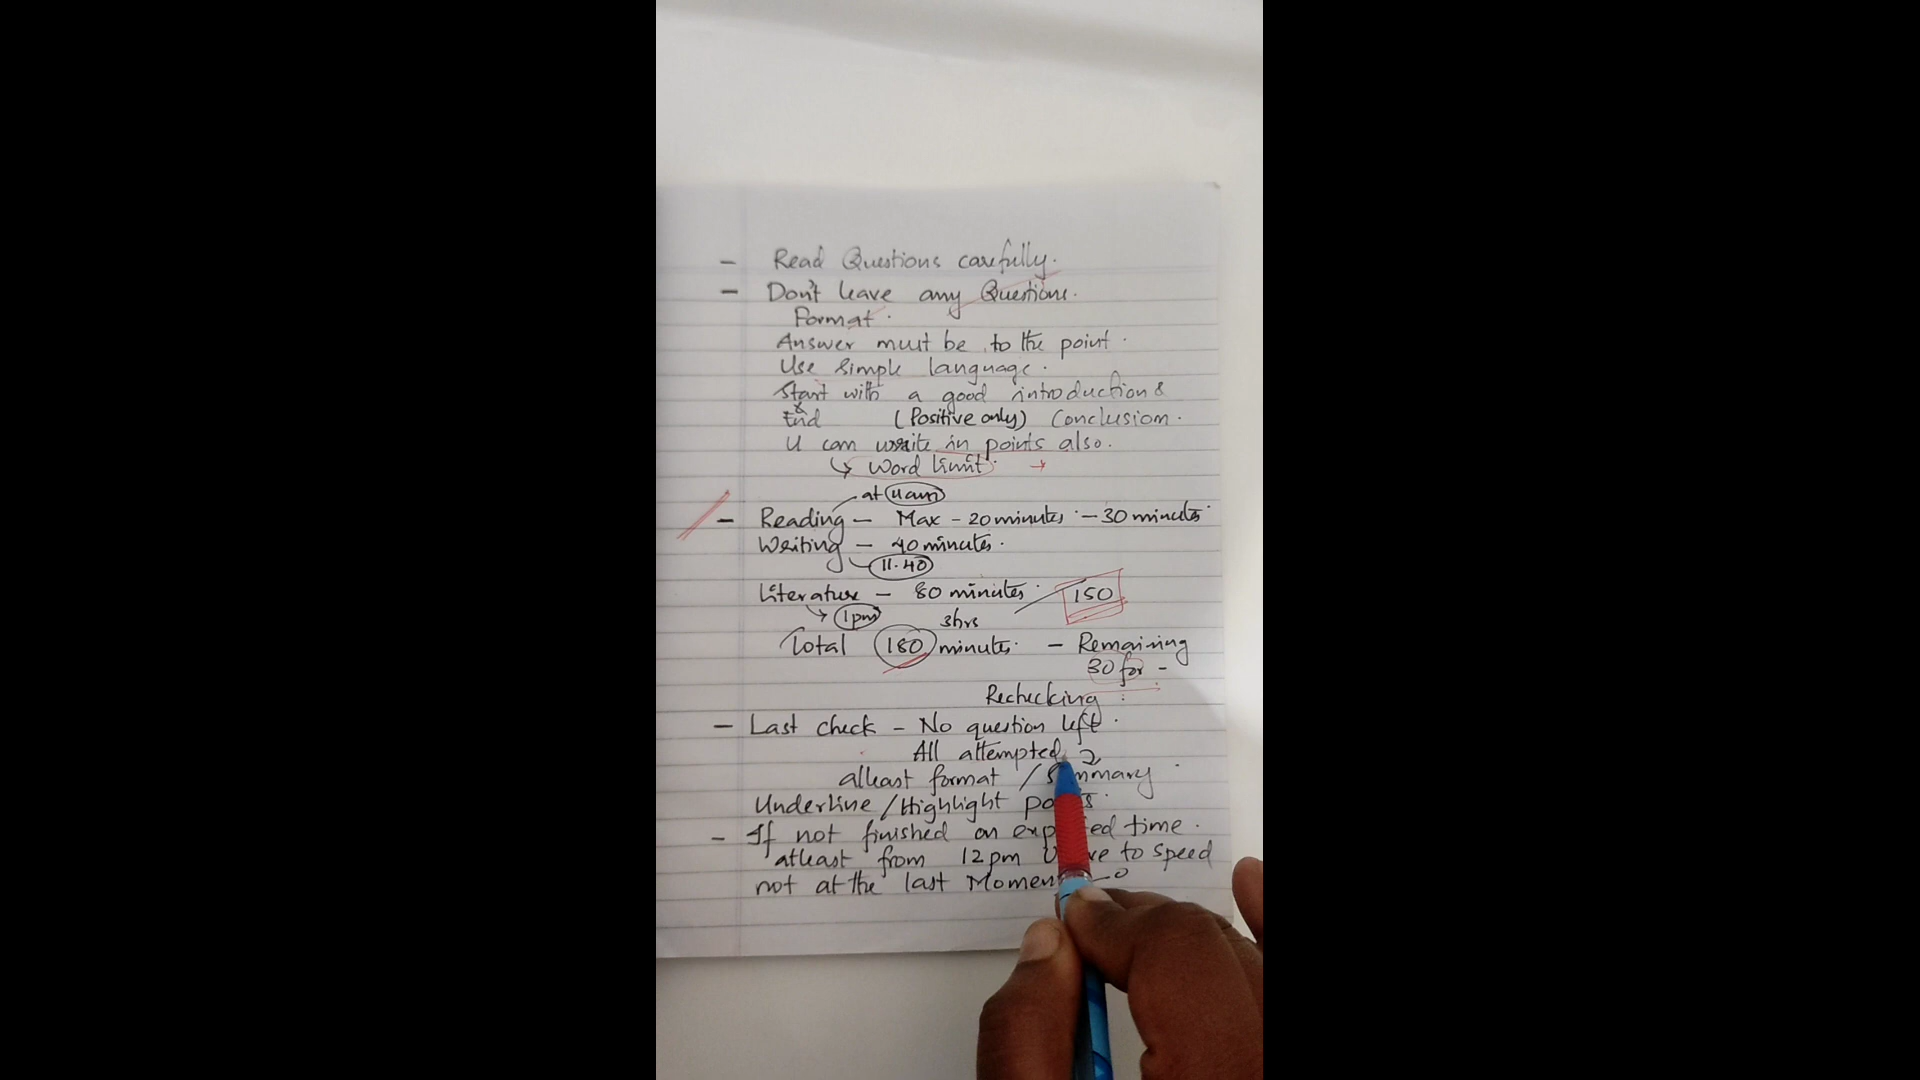 - Read Questions carefully.
- Don't leave any Questions.
Format.
Answer must be to the point.
Use simple language.
Start with a good introduction &
& End (Positive only) Conclusion.
U can write in points also.
↳ Word limit. →
at 11am
- Reading - Max - 20 minutes - 30 minutes
Writing - 40 minutes.
11.40
Literature - 80 minutes. 150
→ 1pm 3hrs
Total 180 minutes. - Remaining
30 for -
Rechecking :
- Last check - No question left.
All attempted
atleast format / Summary
Underline / Highlight
- If not finished on time.
atleast from 12pm to speed
not at the last